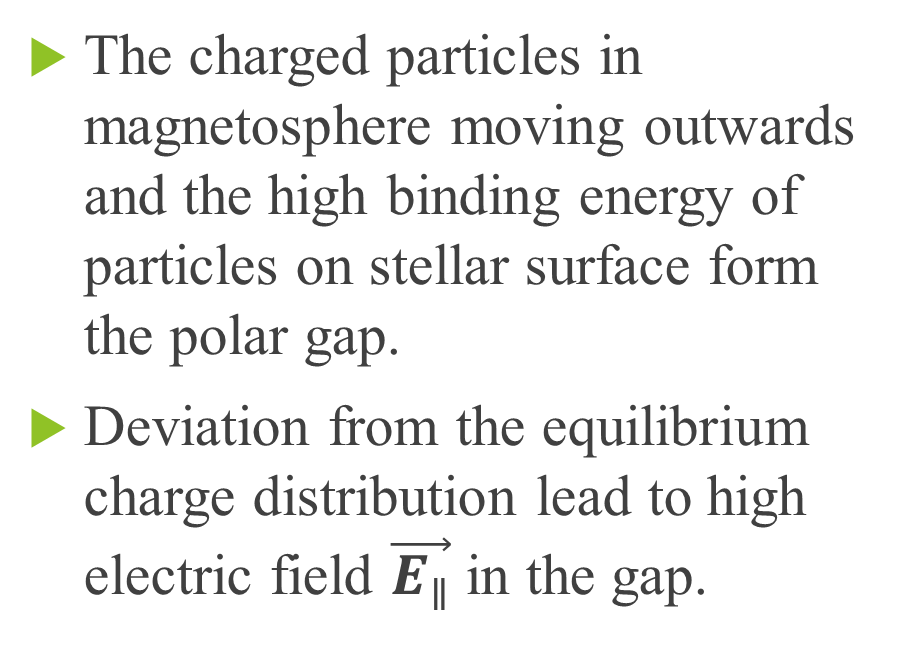 ▶ The charged particles in
magnetosphere moving outwards
and the high binding energy of
particles on stellar surface form
the polar gap.
▶ Deviation from the equilibrium
charge distribution lead to high
electric field $\overrightarrow{\boldsymbol{E}}_{\parallel}$ in the gap.